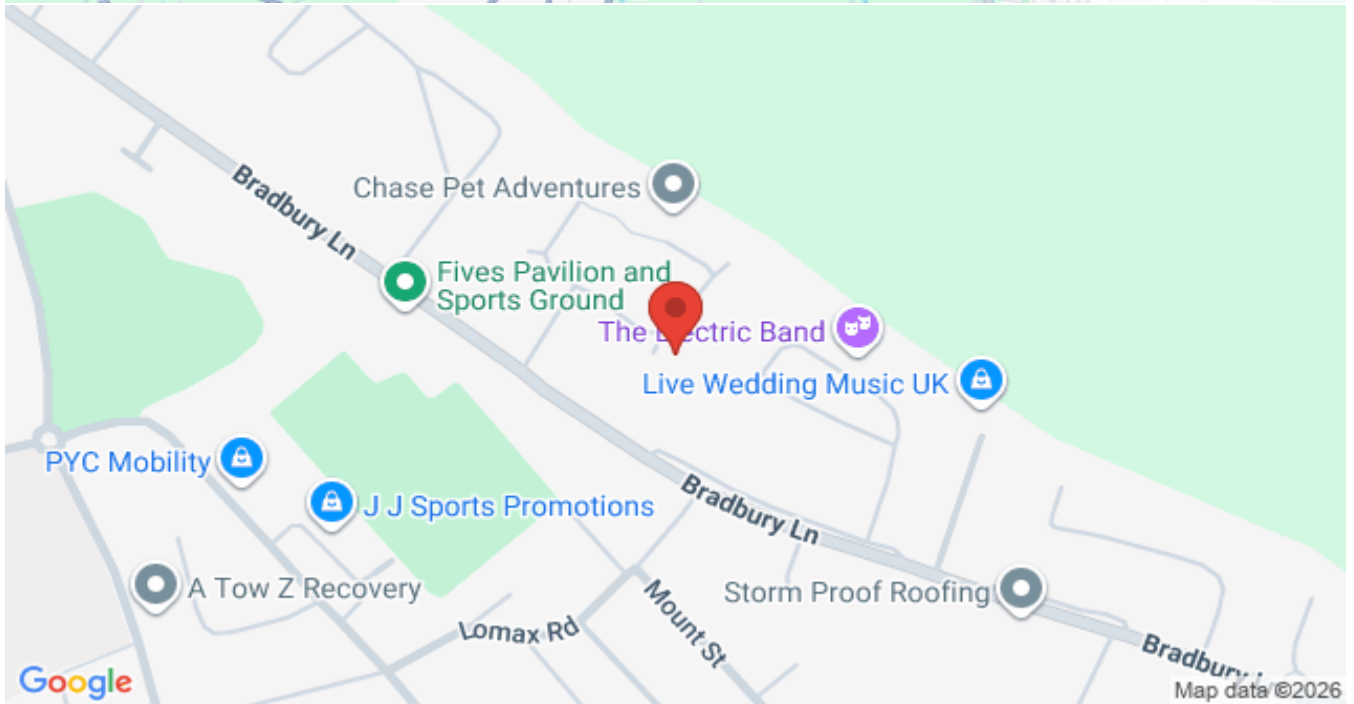 Bradbury Ln
Chase Pet Adventures
Fives Pavilion and
Sports Ground
The Electric Band
Live Wedding Music UK
PYC Mobility
J J Sports Promotions
Bradbury Ln
A Tow Z Recovery
Storm Proof Roofing
Mount St
Lomax Rd
Bradbury
Google
Map data ©2026